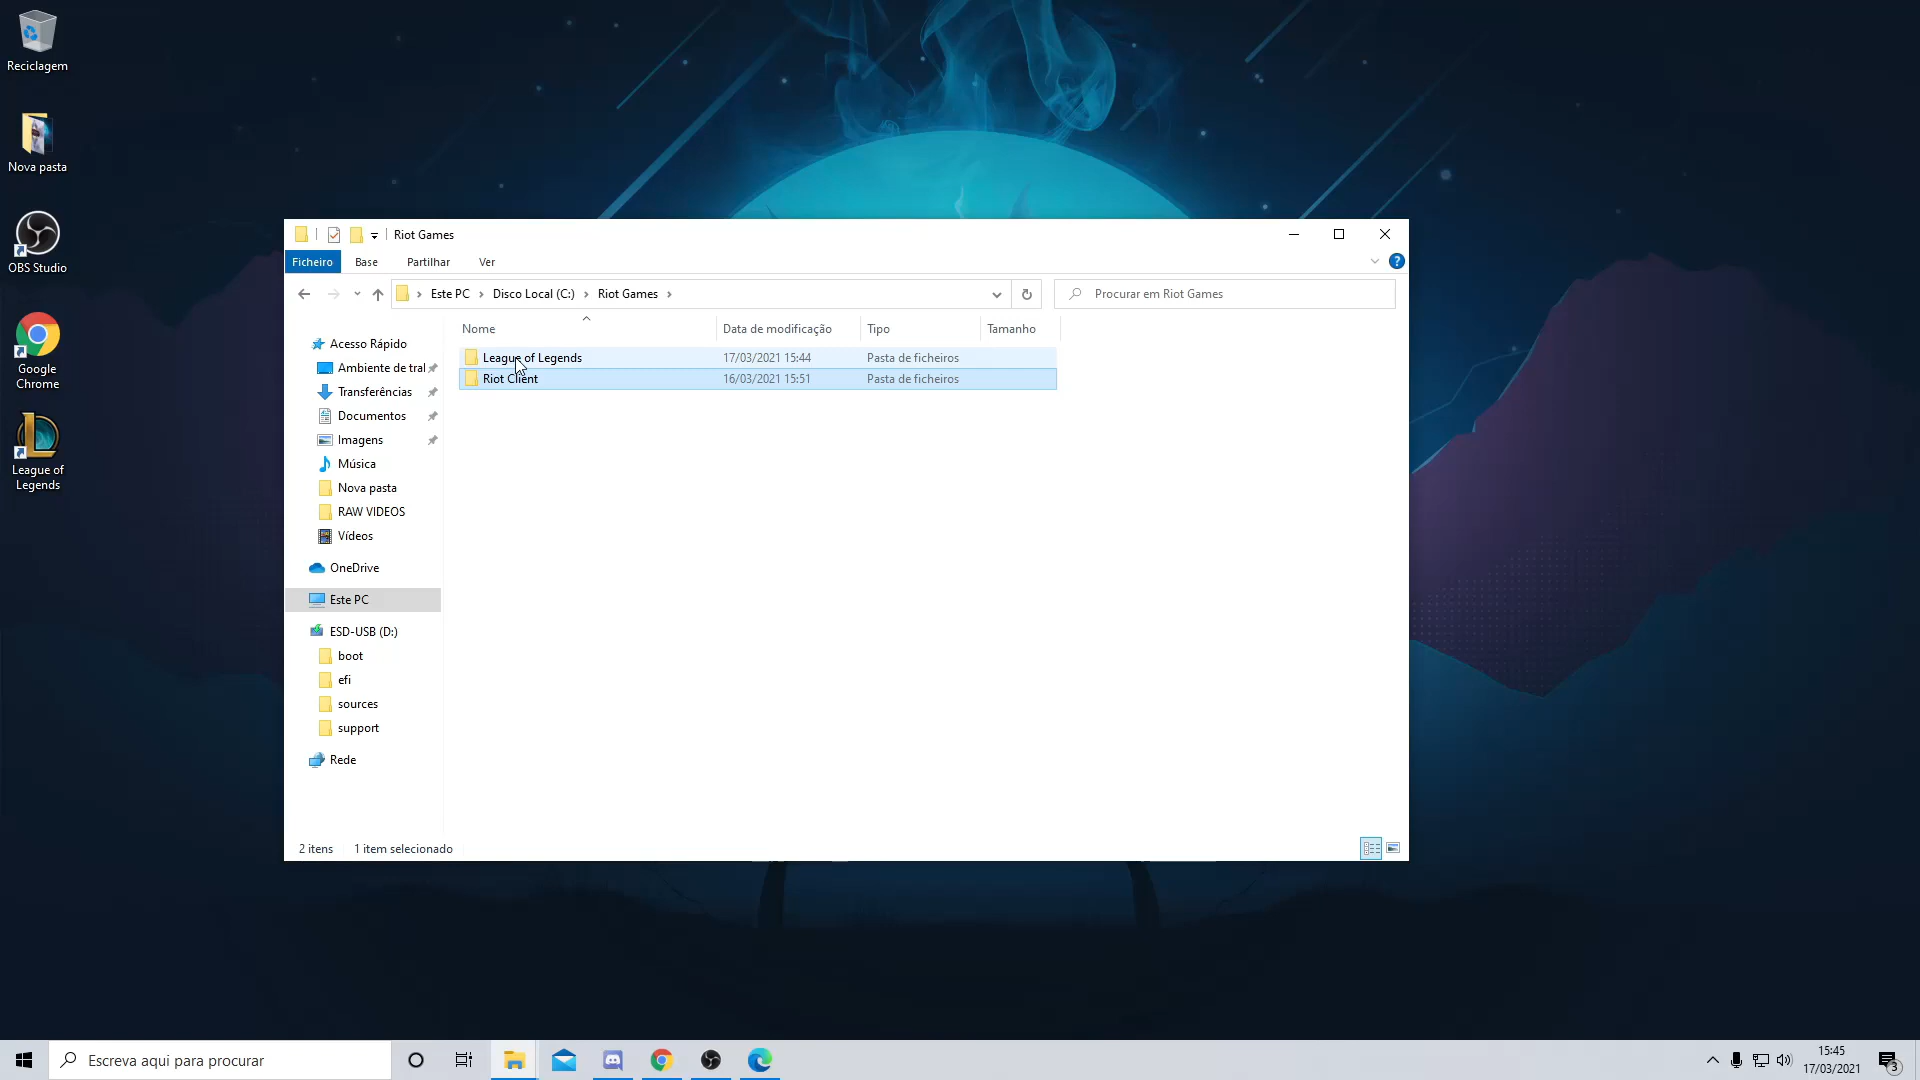 Reciclagem
Nova pasta
OBS Studio
Google
Chrome
League of
Legends
Riot Games
Ficheiro Base Partilhar Ver
?
Este PC Disco Local (C:) Riot Games
Procurar em Riot Games
Nome Data de modificação Tipo Tamanho
League of Legends 17/03/2021 15:44 Pasta de ficheiros
Riot Client 16/03/2021 15:51 Pasta de ficheiros
Acesso Rápido
Ambiente de tral
Transferências
Documentos
Imagens
Música
Nova pasta
RAW VIDEOS
Vídeos
OneDrive
Este PC
ESD-USB (D:)
boot
efi
sources
support
Rede
2 itens 1 item selecionado
Escreva aqui para procurar
15:45
17/03/2021
3